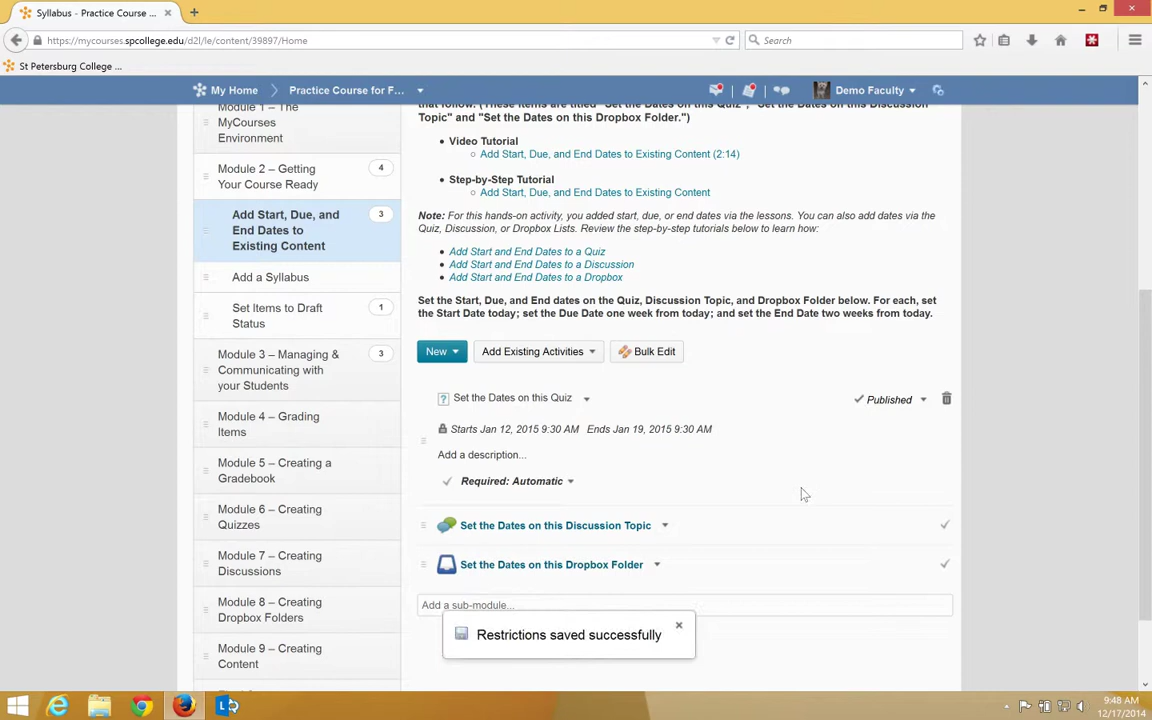 Syllabus - Practice Course ...
https://mycourses.spcollege.edu/d2l/le/content/39897/Home
Search
St Petersburg College ...
My Home
Practice Course for F...
Demo Faculty
Module 1 – The
MyCourses
Environment
Module 2 – Getting
Your Course Ready
4
Add Start, Due, and
End Dates to
Existing Content
3
Add a Syllabus
Set Items to Draft
Status
1
Module 3 – Managing &
Communicating with
your Students
3
Module 4 – Grading
Items
Module 5 – Creating a
Gradebook
Module 6 – Creating
Quizzes
Module 7 – Creating
Discussions
Module 8 – Creating
Dropbox Folders
Module 9 – Creating
Content
that follow. (These items are titled "Set the Dates on this Quiz", "Set the Dates on this Discussion
Topic" and "Set the Dates on this Dropbox Folder.")
Video Tutorial
Add Start, Due, and End Dates to Existing Content (2:14)
Step-by-Step Tutorial
Add Start, Due, and End Dates to Existing Content
Note: For this hands-on activity, you added start, due, or end dates via the lessons. You can also add dates via the
Quiz, Discussion, or Dropbox Lists. Review the step-by-step tutorials below to learn how:
Add Start and End Dates to a Quiz
Add Start and End Dates to a Discussion
Add Start and End Dates to a Dropbox
Set the Start, Due, and End dates on the Quiz, Discussion Topic, and Dropbox Folder below. For each, set
the Start Date today; set the Due Date one week from today; and set the End Date two weeks from today.
New
Add Existing Activities
Bulk Edit
Set the Dates on this Quiz
Published
Starts Jan 12, 2015 9:30 AM Ends Jan 19, 2015 9:30 AM
Add a description...
Required: Automatic
Set the Dates on this Discussion Topic
Set the Dates on this Dropbox Folder
Add a sub-module...
Restrictions saved successfully
9:48 AM
12/17/2014